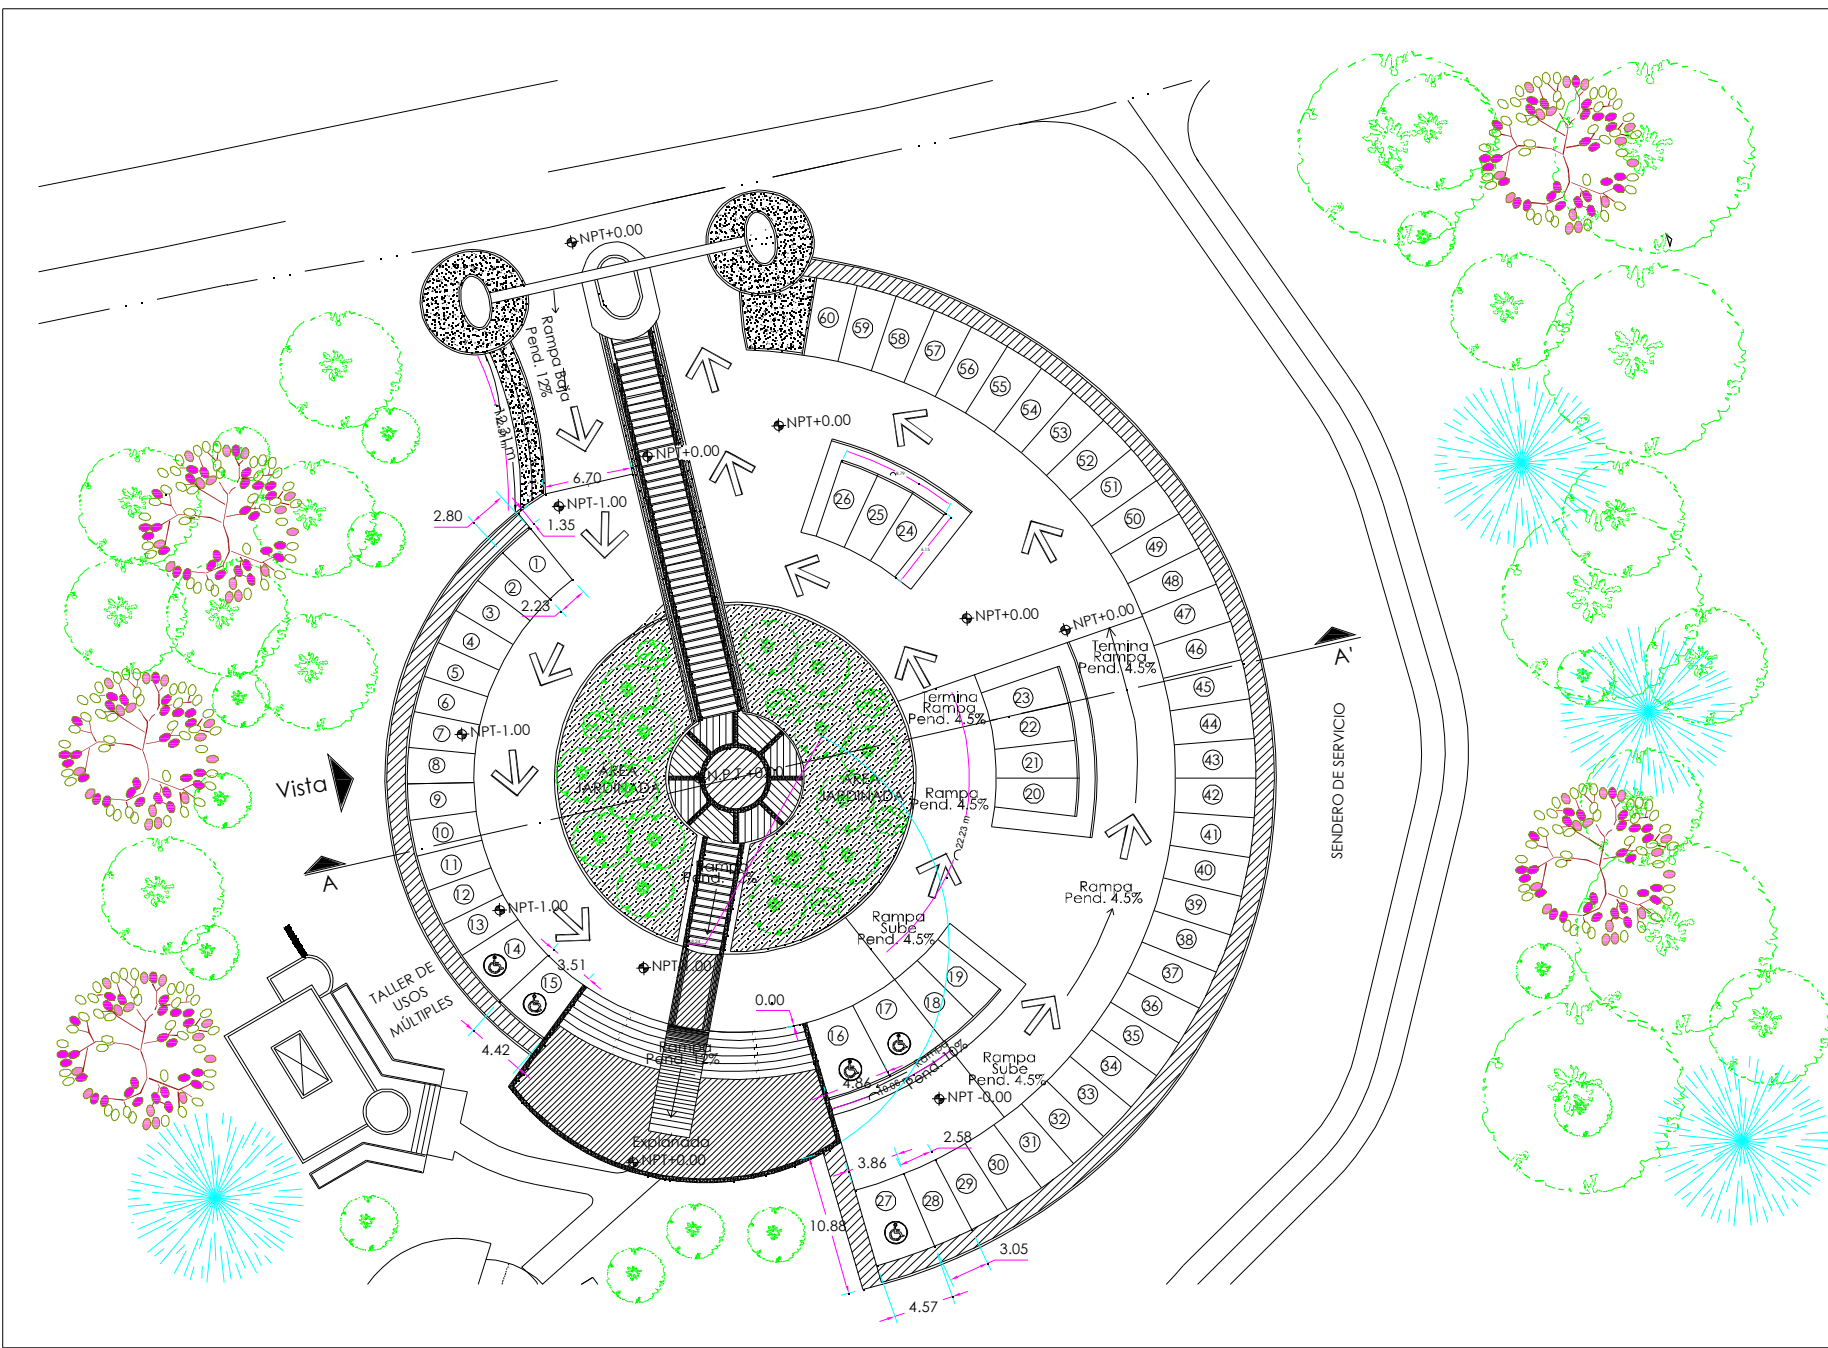 NPT+0.00
Rampa Baja
Pend. 12%
12.31 m
NPT+0.00
NPT+0.00
6.70
NPT-1.00
2.80
1.35
2.23
60
59
58
57
56
55
54
53
52
51
50
49
48
47
46
45
44
43
42
41
40
39
38
37
36
35
34
33
32
31
30
29
28
27
26
25
24
1
2
3
4
5
6
7
8
9
10
11
12
13
14
15
NPT+0.00
NPT+0.00
Termina
Rampa
Pend. 4.5%
A'
Termina
Rampa
Pend. 4.5%
23
22
21
20
NPT-1.00
Vista
A
AREA
JARDINADA
AREA
JARDINADA
Rampa
Pend. 4.5%
22.23 m
SENDERO DE SERVICIO
Rampa
Pend. 4.5%
Rampa
Sube
Pend. 4.5%
NPT-1.00
NPT-1.00
3.51
4.42
0.00
TALLER DE
USOS
MÚLTIPLES
16
17
18
19
4.86
Rampa
Pend. 10%
Rampa
Sube
Pend. 4.5%
NPT -0.00
Explanada
NPT+0.00
2.58
3.86
10.88
3.05
4.57